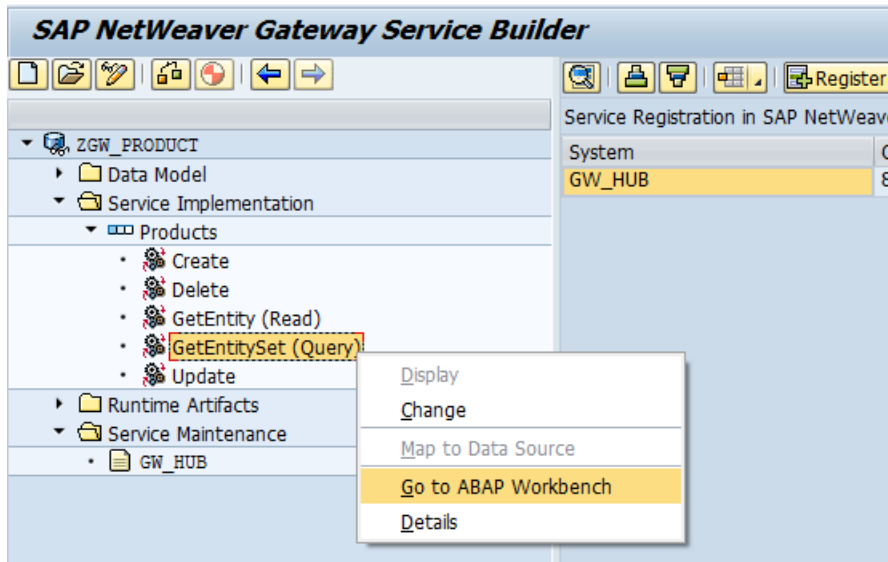 SAP NetWeaver Gateway Service Builder
Register
Service Registration in SAP NetWeave
System
GW_HUB
8
ZGW_PRODUCT
Data Model
Service Implementation
Products
Create
Delete
GetEntity (Read)
GetEntitySet (Query)
Update
Runtime Artifacts
Service Maintenance
GW_HUB
Display
Change
Map to Data Source
Go to ABAP Workbench
Details